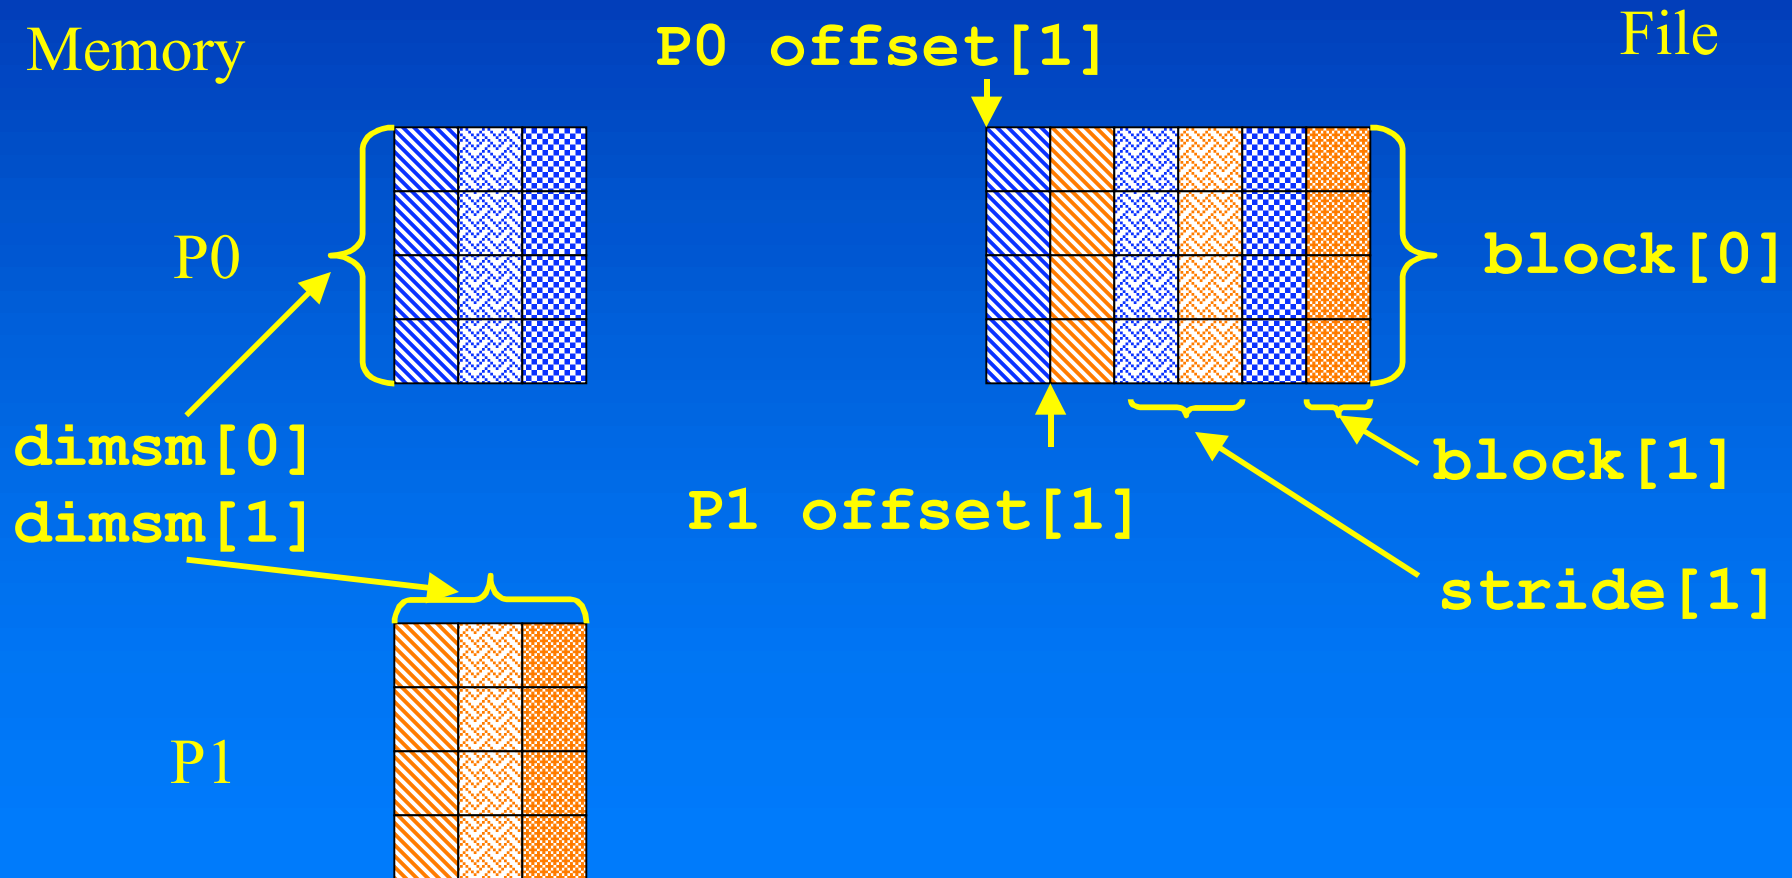 Memory
P0 offset[1]
File
P0
block[0]
dimsm[0]
dimsm[1]
block[1]
P1 offset[1]
stride[1]
P1